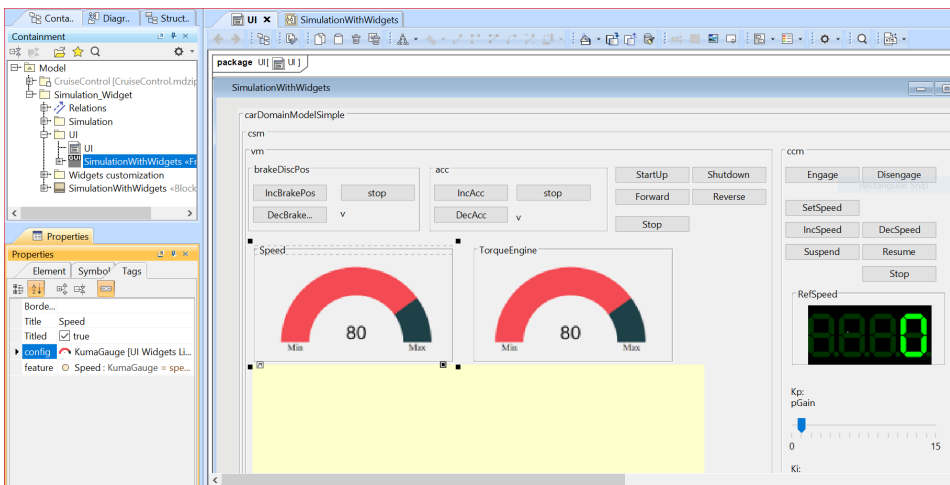 Conta..
Diagr..
Struct..
Containment
Model
CruiseControl [CruiseControl.mdzip
Simulation_Widget
Relations
Simulation
UI
UI
GUI SimulationWithWidgets «Fr
Widgets customization
SimulationWithWidgets «Block
Properties
Properties
Element
Symbol
Tags
Borde...
Title Speed
Titled true
config KumaGauge [UI Widgets Li...
feature Speed : KumaGauge = spe...
UI
SimulationWithWidgets
package UI[ UI ]
SimulationWithWidgets
carDomainModelSimple
csm
vm
brakeDiscPos
IncBrakePos
stop
DecBrake...
v
acc
IncAcc
stop
DecAcc
v
StartUp
Shutdown
Forward
Reverse
Stop
Speed
80
Min
Max
TorqueEngine
80
Min
Max
ccm
Engage
Disengage
Rectangular Snip
SetSpeed
IncSpeed
DecSpeed
Suspend
Resume
Stop
RefSpeed
0
Kp:
pGain
0
15
Ki: